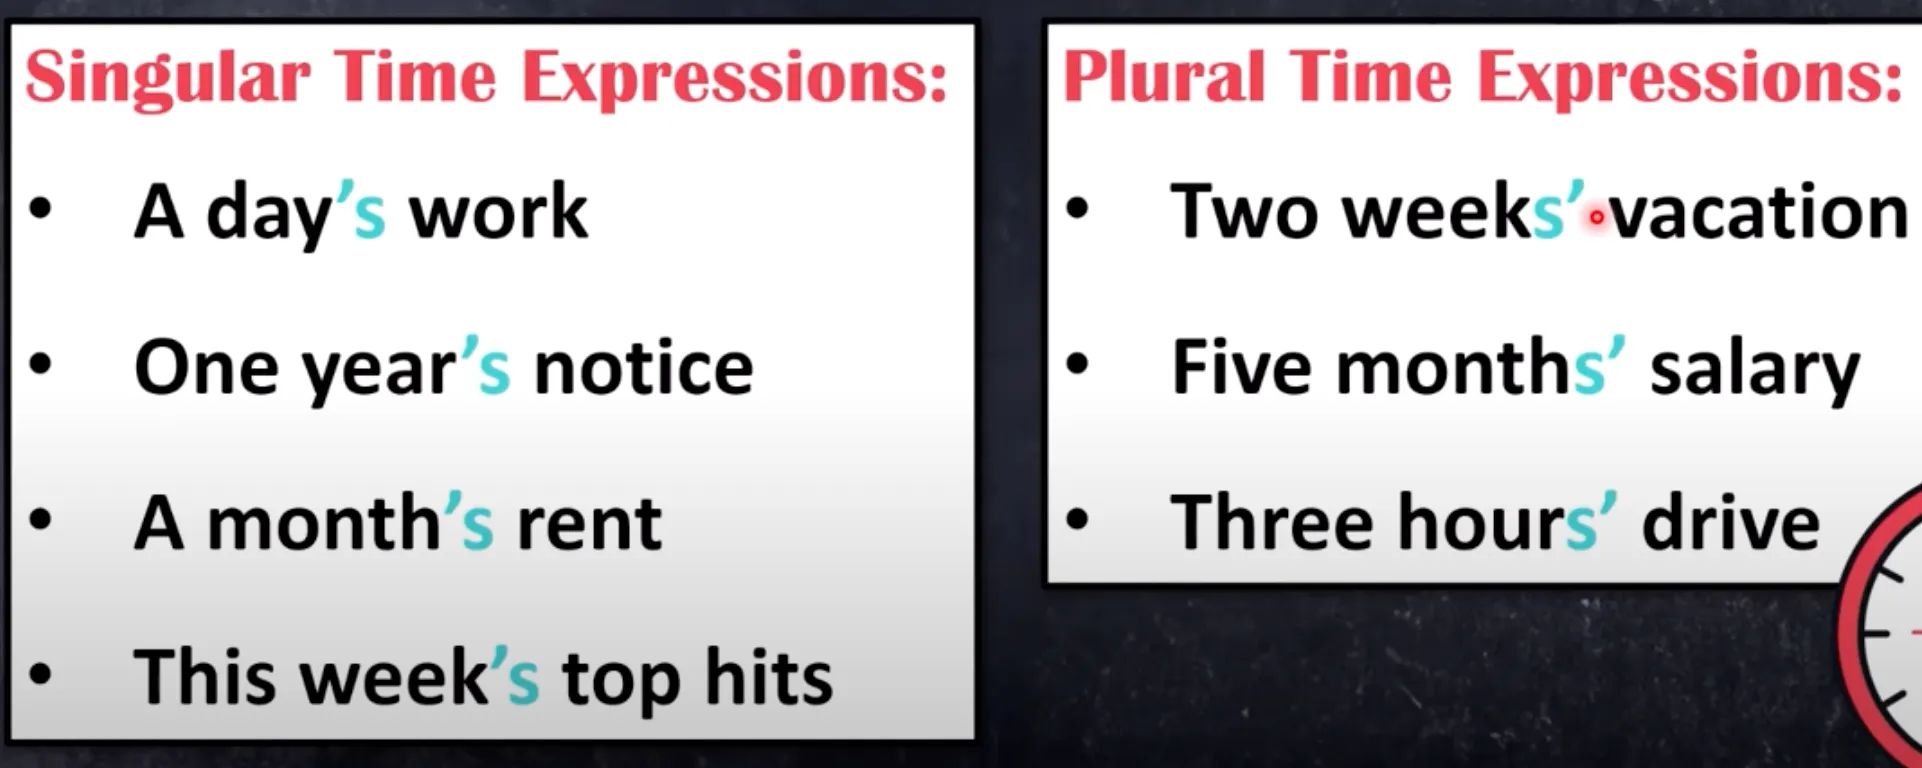 Singular Time Expressions:
• A day’s work
• One year’s notice
• A month’s rent
• This week’s top hits
Plural Time Expressions:
• Two weeks’ vacation
• Five months’ salary
• Three hours’ drive